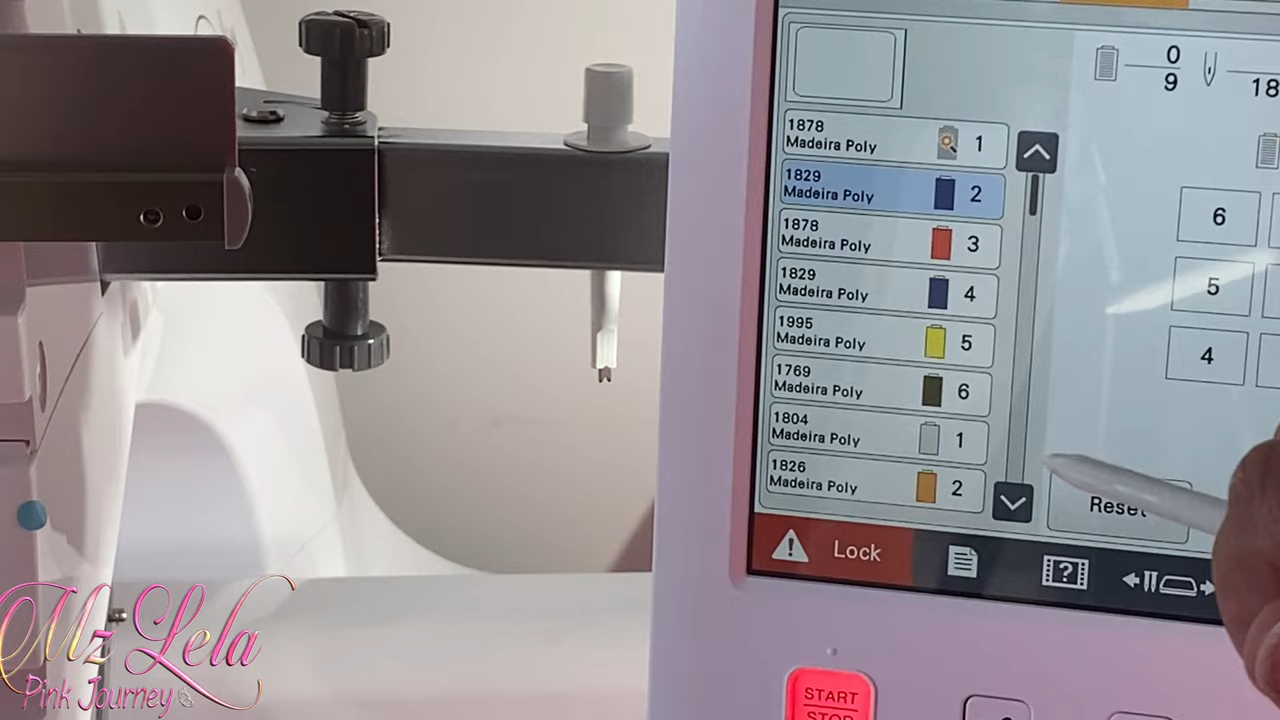 0
9
18
1878
Madeira Poly
1
1829
Madeira Poly
2
1878
Madeira Poly
3
1829
Madeira Poly
4
1995
Madeira Poly
5
1769
Madeira Poly
6
1804
Madeira Poly
1
1826
Madeira Poly
2
6
5
4
Reset
Lock
?
START
STOP
Mz Lela
Pink Journey